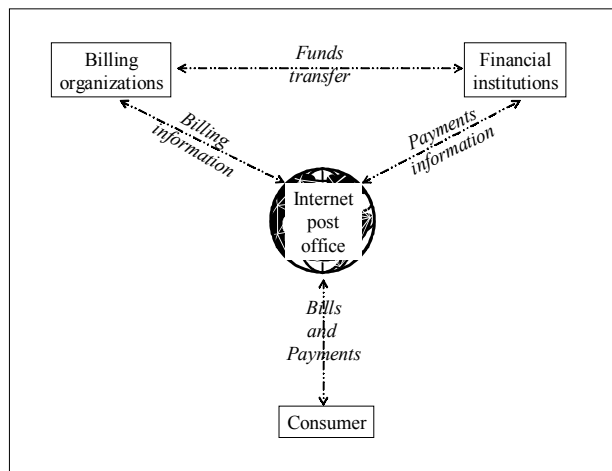 Billing
organizations
Funds
transfer
Financial
institutions
Billing
information
Payments
information
Internet
post
office
Bills
and
Payments
Consumer